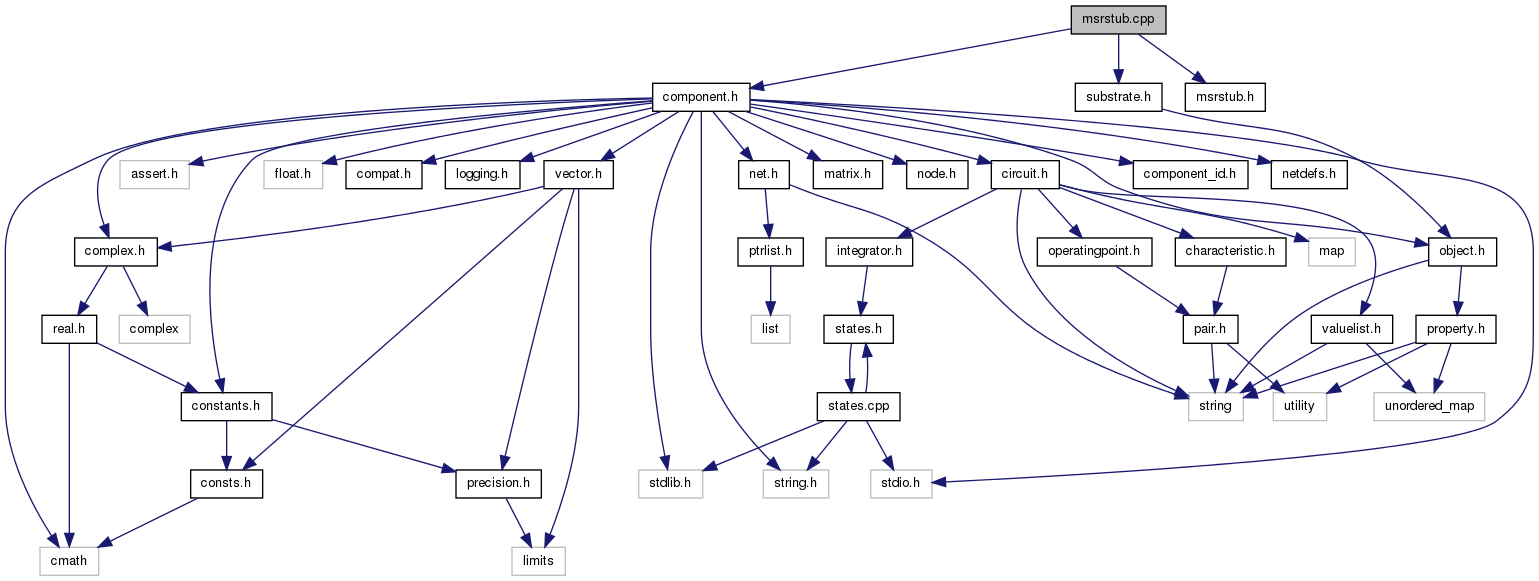 msrstub.cpp
component.h
substrate.h
msrstub.h
assert.h
float.h
compat.h
logging.h
vector.h
net.h
matrix.h
node.h
circuit.h
component_id.h
netdefs.h
complex.h
ptrlist.h
integrator.h
operatingpoint.h
characteristic.h
map
object.h
real.h
complex
list
states.h
pair.h
valuelist.h
property.h
constants.h
states.cpp
string
utility
unordered_map
consts.h
precision.h
stdlib.h
string.h
stdio.h
cmath
limits